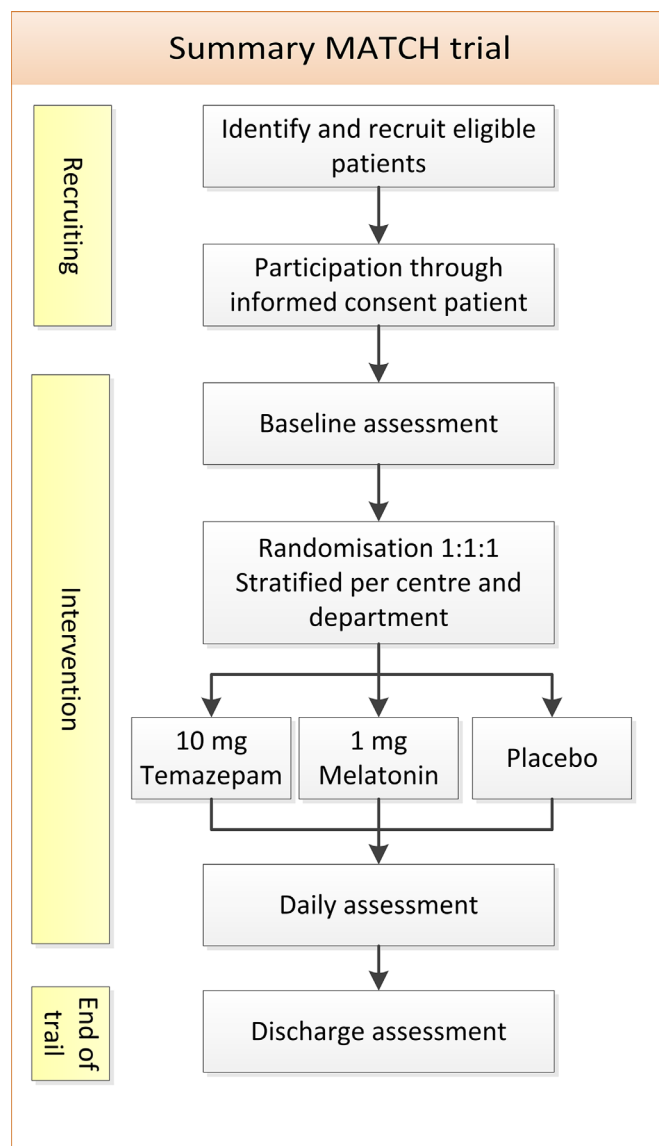 Summary MATCH trial
Recruiting
Identify and recruit eligible
patients
Participation through
informed consent patient
Intervention
Baseline assessment
Randomisation 1:1:1
Stratified per centre and
department
10 mg
Temazepam
1 mg
Melatonin
Placebo
Daily assessment
End of
trail
Discharge assessment